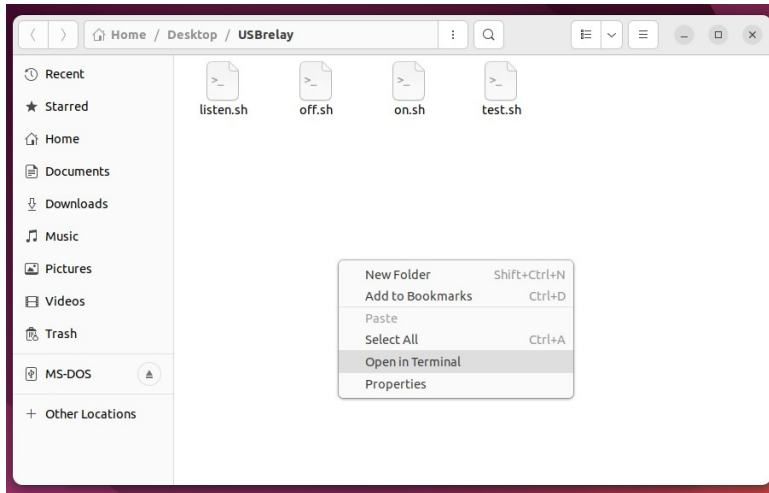 Home / Desktop / USBrelay
Recent
Starred
Home
Documents
Downloads
Music
Pictures
Videos
Trash
MS-DOS
+ Other Locations
>_ >_ >_ >_
listen.sh off.sh on.sh test.sh
New Folder Shift+Ctrl+N
Add to Bookmarks Ctrl+D
Paste
Select All Ctrl+A
Open in Terminal
Properties